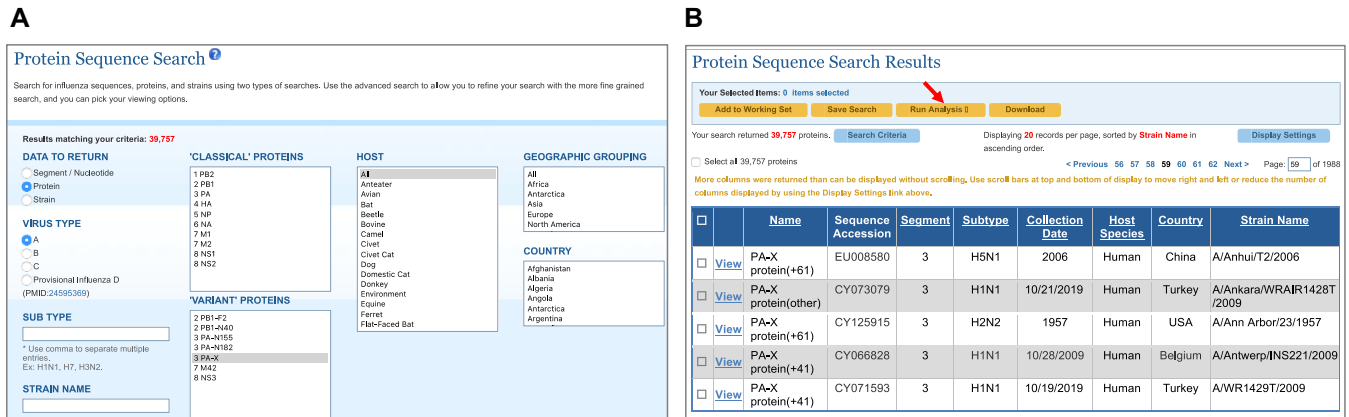 A
Protein Sequence Search ?
Search for influenza sequences, proteins, and strains using two types of searches. Use the advanced search to allow you to refine your search with the more fine grained
search, and you can pick your viewing options.
Results matching your criteria: 39,757
DATA TO RETURN
Segment / Nucleotide
Protein
Strain
VIRUS TYPE
A
B
C
Provisional Influenza D
(PMID:24595369)
SUB TYPE
* Use comma to separate multiple
entries.
Ex: H1N1, H7, H3N2.
STRAIN NAME
'CLASSICAL' PROTEINS
1 PB2
2 PB1
3 PA
4 HA
5 NP
6 NA
7 M1
7 M2
8 NS1
8 NS2
'VARIANT' PROTEINS
2 PB1-F2
2 PB1-N40
3 PA-N155
3 PA-N182
3 PA-X
7 M42
8 NS3
HOST
All
Anteater
Avian
Bat
Beetle
Bovine
Camel
Civet
Civet Cat
Dog
Domestic Cat
Donkey
Environment
Equine
Ferret
Flat-Faced Bat
GEOGRAPHIC GROUPING
All
Africa
Antarctica
Asia
Europe
North America
COUNTRY
Afghanistan
Albania
Algeria
Angola
Antarctica
Argentina
B
Protein Sequence Search Results
Your Selected Items: 0 items selected
Add to Working Set Save Search Run Analysis ▯ Download
Your search returned 39,757 proteins. Search Criteria Displaying 20 records per page, sorted by Strain Name in
ascending order. Display Settings
Select all 39,757 proteins < Previous 56 57 58 59 60 61 62 Next > Page: 59 of 1988
More columns were returned than can be displayed without scrolling. Use scroll bars at top and bottom of display to move right and left or reduce the number of
columns displayed by using the Display Settings link above.
Name Sequence Accession Segment Subtype Collection Date Host Species Country Strain Name
View PA-X protein(+61) EU008580 3 H5N1 2006 Human China A/Anhui/T2/2006
View PA-X protein(other) CY073079 3 H1N1 10/21/2019 Human Turkey A/Ankara/WRAIR1428T/2009
View PA-X protein(+61) CY125915 3 H2N2 1957 Human USA A/Ann Arbor/23/1957
View PA-X protein(+41) CY066828 3 H1N1 10/28/2009 Human Belgium A/Antwerp/INS221/2009
View PA-X protein(+41) CY071593 3 H1N1 10/19/2019 Human Turkey A/WR1429T/2009